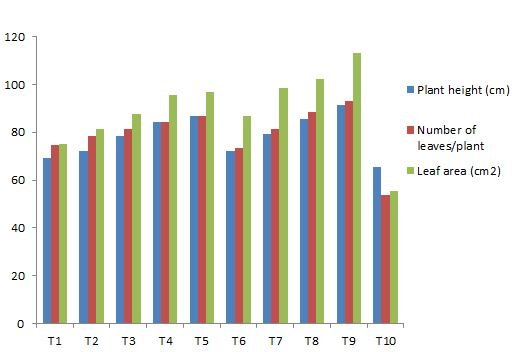 120
100
80
60
40
20
0
T1 T2 T3 T4 T5 T6 T7 T8 T9 T10
Plant height (cm)
Number of
leaves/plant
Leaf area (cm2)